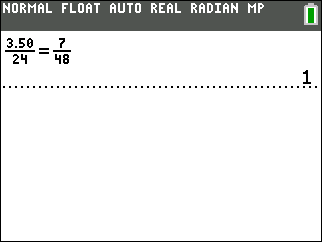 NORMAL FLOAT AUTO REAL RADIAN MP
3.50/24=7/48
1